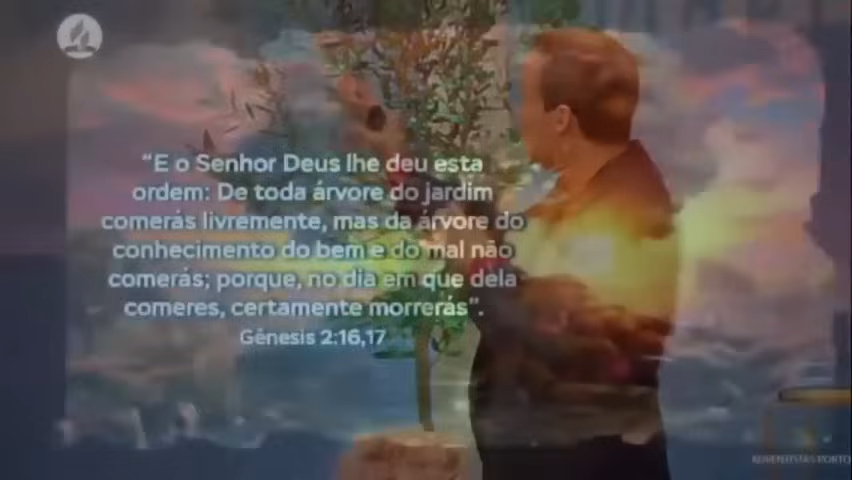 “E o Senhor Deus lhe deu esta
ordem: De toda árvore do jardim
comerás livremente, mas da árvore do
conhecimento do bem e do mal não
comerás; porque, no dia em que dela
comeres, certamente morrerás”.
Gênesis 2:16,17